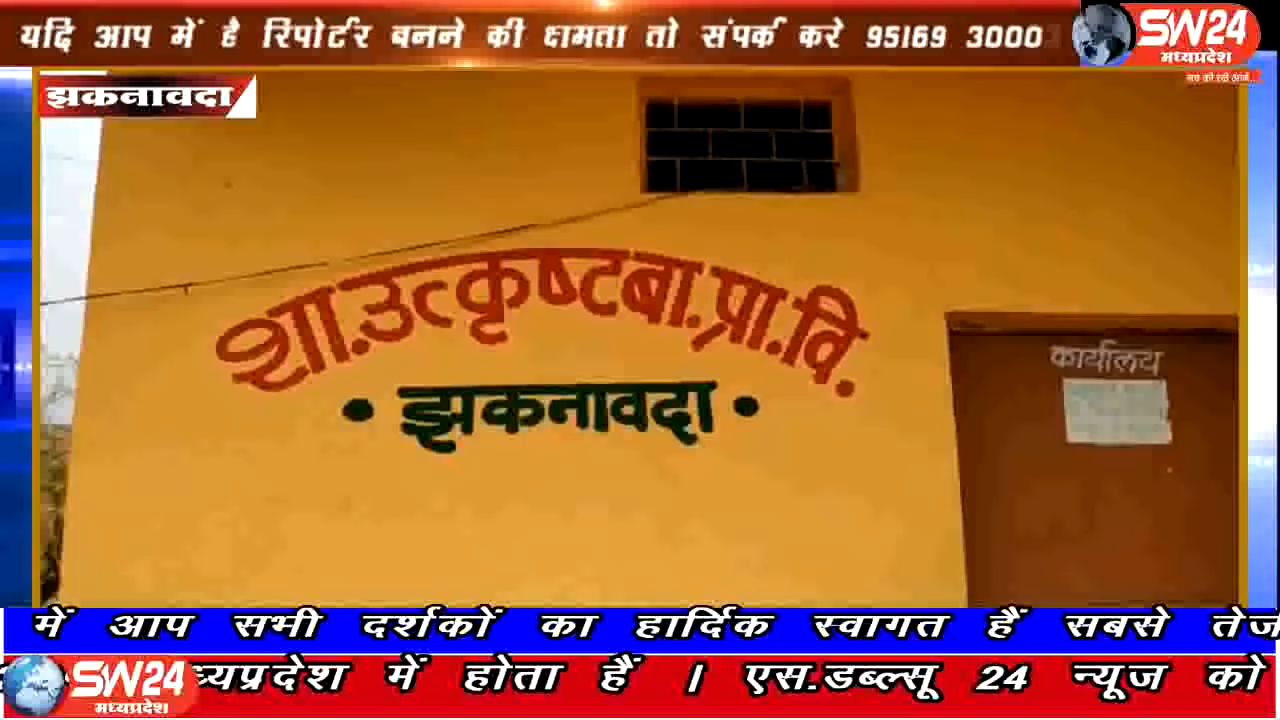 यदि आप में है रिपोर्टर बनने की क्षमता तो संपर्क करे 95169 3000
SW24
मध्यप्रदेश
झकनावदा
शा.उत्कृष्टबा.प्रा.वि.
• झकनावदा •
कार्यालय
में आप सभी दर्शकों का हार्दिक स्वागत हैं सबसे तेज
ध्यप्रदेश में होता हैं । एस.डब्ल्सू 24 न्यूज को
SW24
मध्यप्रदेश